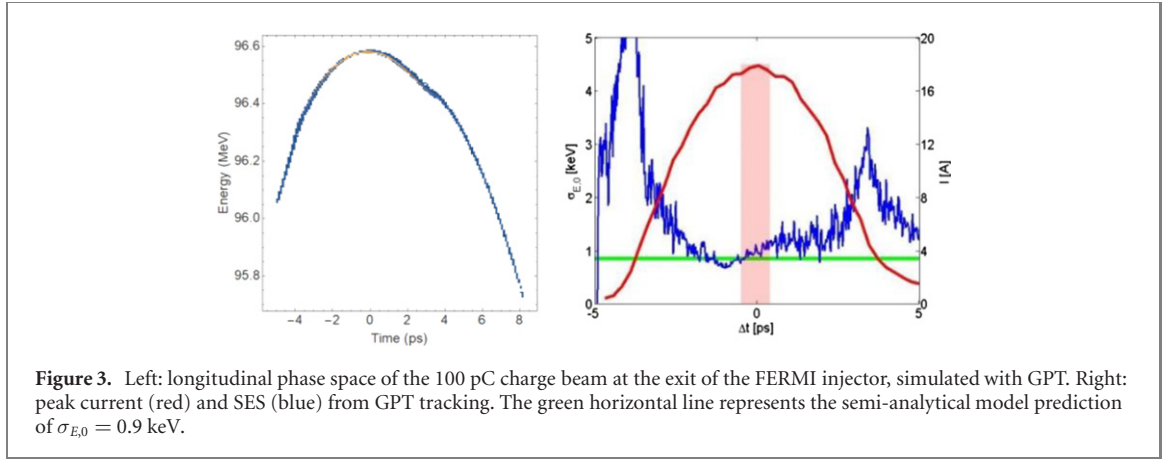 96.6
96.4
96.2
96.0
95.8
Energy (MeV)
−4 −2 0 2 4 6 8
Time (ps)
5
4
3
2
1
0
σE,0 [keV]
20
16
12
8
4
0
I [A]
-5 0 5
Δt [ps]
Figure 3. Left: longitudinal phase space of the 100 pC charge beam at the exit of the FERMI injector, simulated with GPT. Right:
peak current (red) and SES (blue) from GPT tracking. The green horizontal line represents the semi-analytical model prediction
of σE,0 = 0.9 keV.